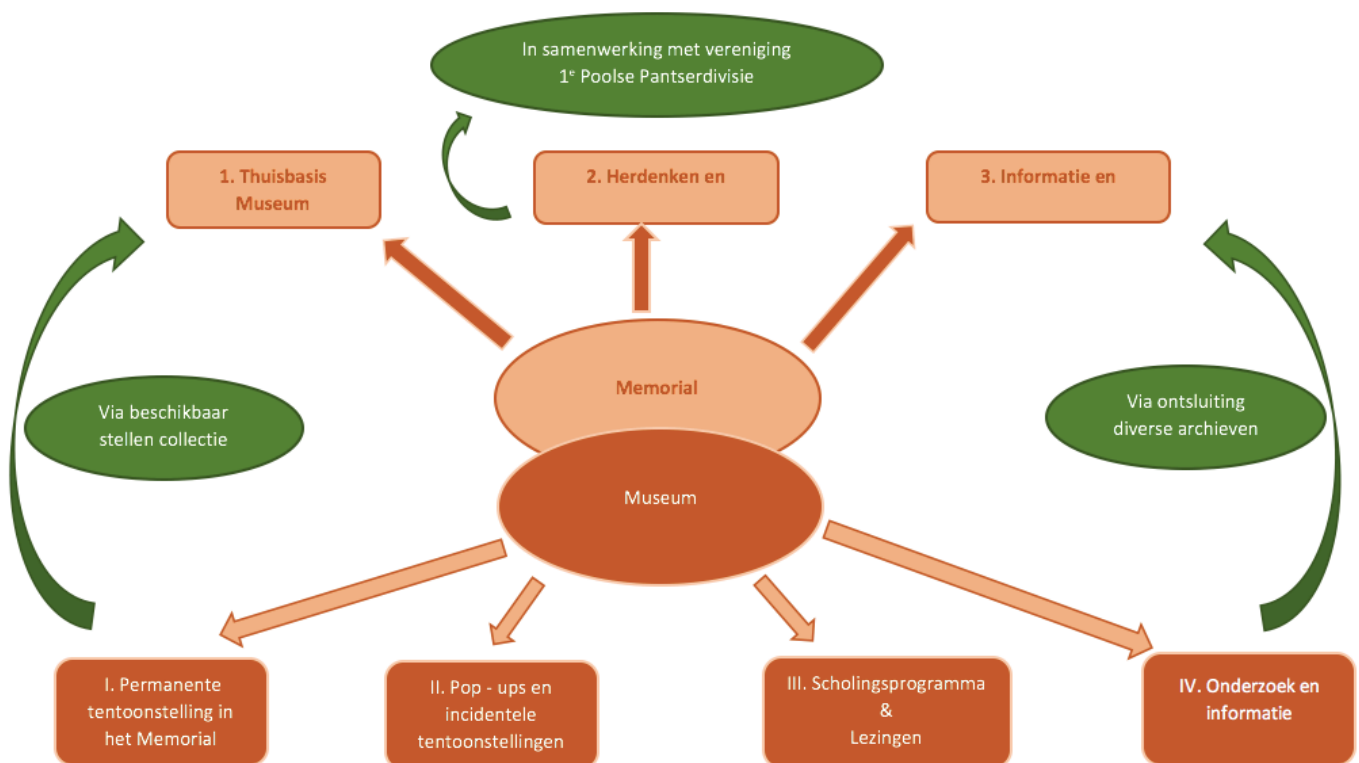 In samenwerking met vereniging
1e Poolse Pantserdivisie
1. Thuisbasis
Museum
2. Herdenken en
3. Informatie en
Memorial
Via beschikbaar
stellen collectie
Via ontsluiting
diverse archieven
Museum
I. Permanente
tentoonstelling in
het Memorial
II. Pop - ups en
incidentele
tentoonstellingen
III. Scholingsprogramma
&
Lezingen
IV. Onderzoek en
informatie